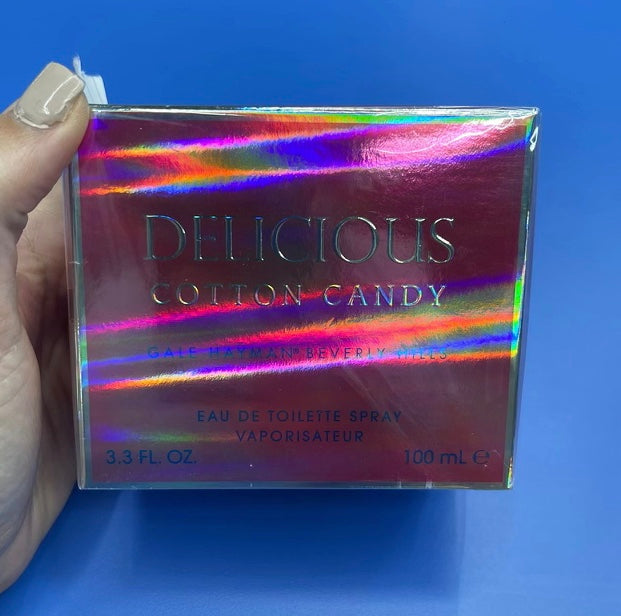 DELICIOUS
COTTON CANDY
GALE HAYMAN® BEVERLY HILLS
EAU DE TOILETTE SPRAY
VAPORISATEUR
3.3 FL. OZ. 100 mL ℮